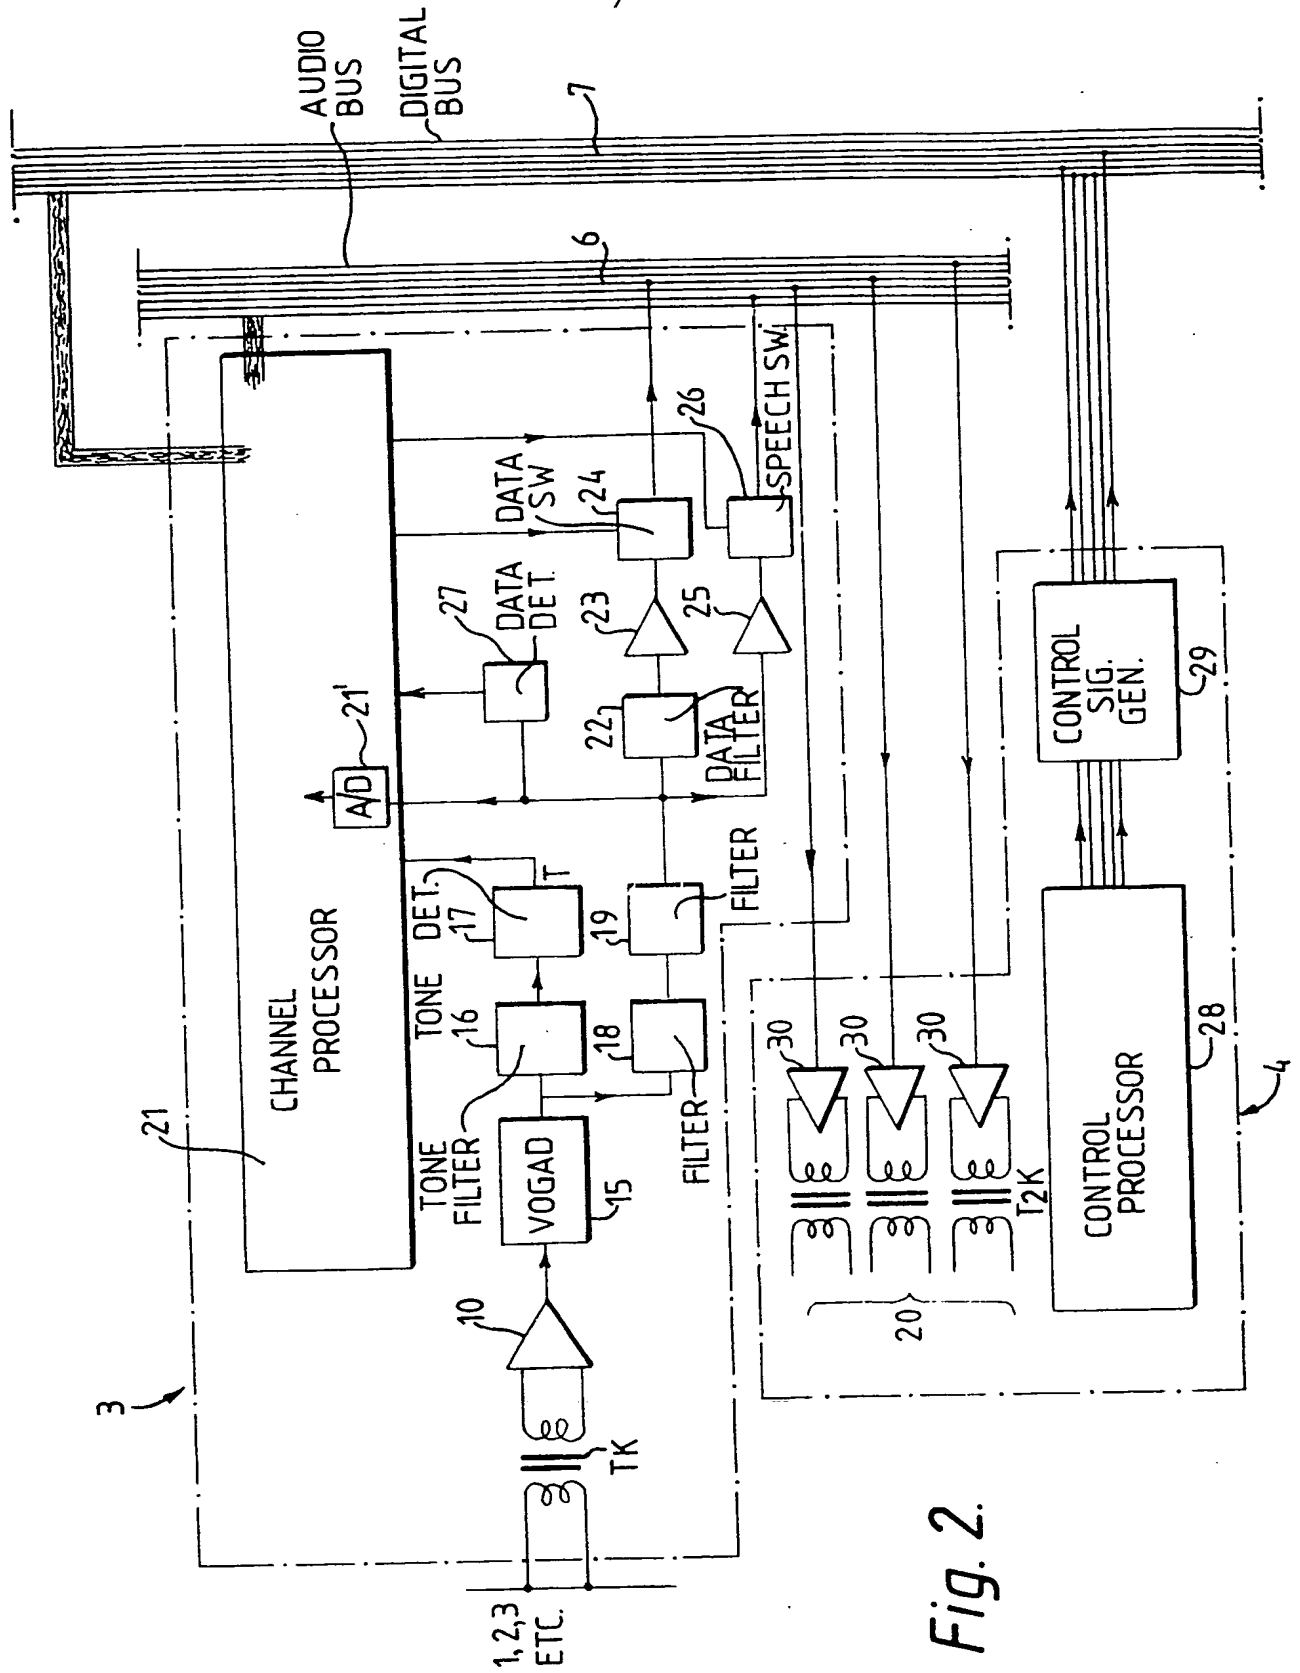 AUDIO
BUS
DIGITAL
BUS
7
6
3
21
CHANNEL
PROCESSOR
A/D
21'
TONE DET.
17
T
TONE
FILTER
16
VOGAD
15
10
TK
1,2,3
ETC.
18
FILTER
19
FILTER
27
DATA
DET.
22
DATA
FILTER
23
DATA
SW
24
25
26
SPEECH SW.
30
30
30
20
T2K
CONTROL
PROCESSOR
28
CONTROL
SIG.
GEN.
29
4
Fig. 2.